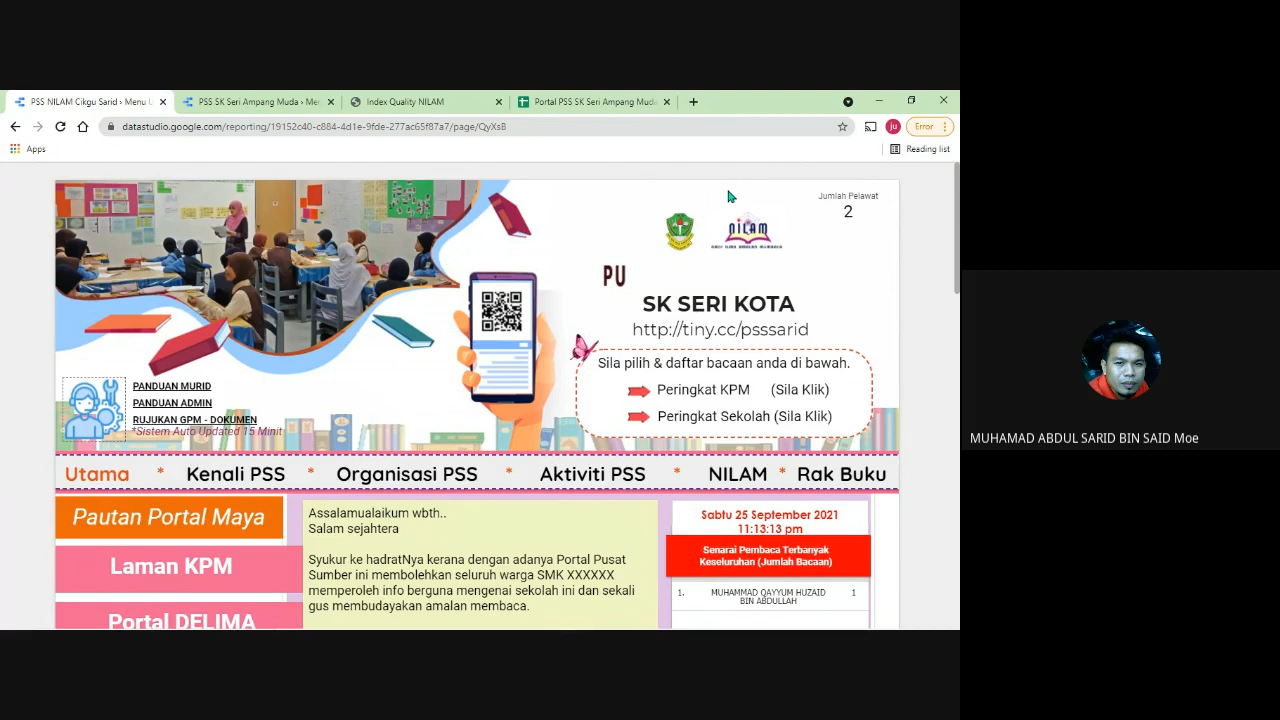 PSS NILAM Cikgu Sarid › Menu U
PSS SK Seri Ampang Muda › Me
Index Quality NILAM
Portal PSS SK Seri Ampang Muda
datastudio.google.com/reporting/19152c40-c884-4d1e-9fde-277ac65f87a7/page/QyXsB
ju
Error
Apps
Reading list
Jumlah Pelawat
2
nilam
PU
SK SERI KOTA
http://tiny.cc/psssarid
Sila pilih & daftar bacaan anda di bawah.
Peringkat KPM (Sila Klik)
Peringkat Sekolah (Sila Klik)
PANDUAN MURID
PANDUAN ADMIN
RUJUKAN GPM - DOKUMEN
*Sistem Auto Updated 15 Minit
Utama * Kenali PSS * Organisasi PSS * Aktiviti PSS * NILAM * Rak Buku
Pautan Portal Maya
Laman KPM
Portal DELIMA
Assalamualaikum wbth..
Salam sejahtera
Syukur ke hadratNya kerana dengan adanya Portal Pusat
Sumber ini membolehkan seluruh warga SMK XXXXXX
memperoleh info berguna mengenai sekolah ini dan sekali
gus membudayakan amalan membaca.
Sabtu 25 September 2021
11:13:13 pm
Senarai Pembaca Terbanyak
Keseluruhan (Jumlah Bacaan)
1. MUHAMMAD QAYYUM HUZAID 1
BIN ABDULLAH
MUHAMAD ABDUL SARID BIN SAID Moe